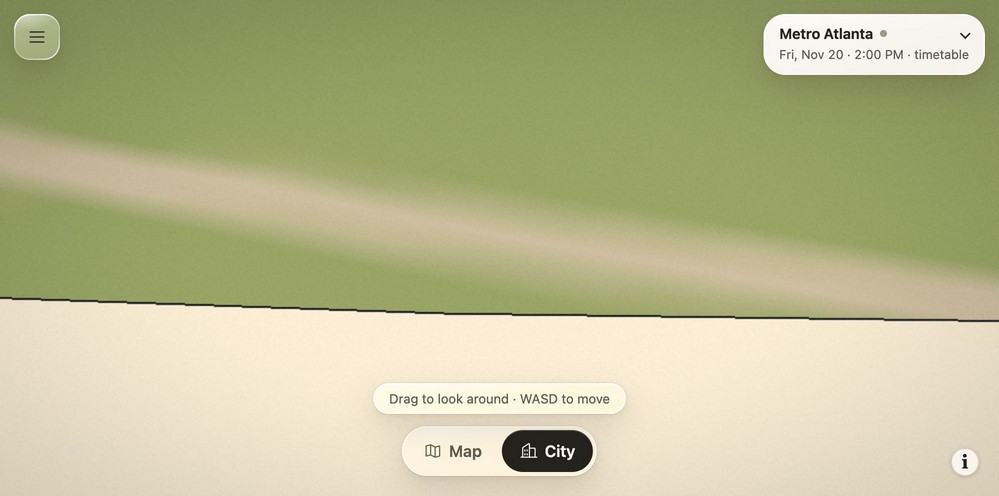 Metro Atlanta
Fri, Nov 20 · 2:00 PM · timetable
Drag to look around · WASD to move
Map
City
i